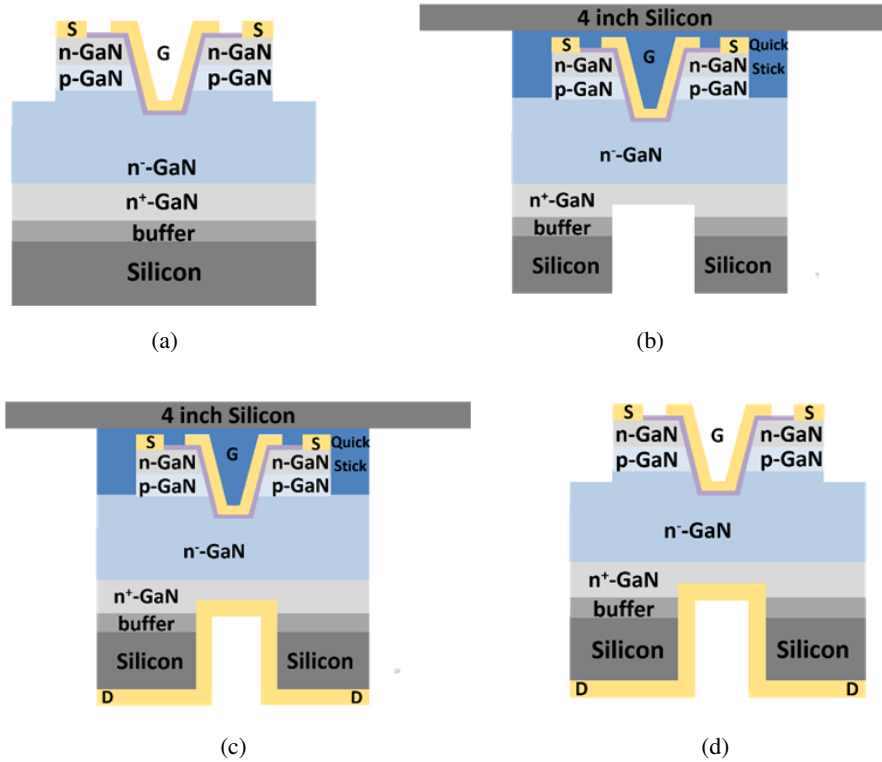 S G S
n-GaN n-GaN
p-GaN p-GaN
n⁻-GaN
n⁺-GaN
buffer
Silicon
(a)
4 inch Silicon
S G S Quick
n-GaN n-GaN Stick
p-GaN p-GaN
n⁻-GaN
n⁺-GaN
buffer
Silicon Silicon
(b)
4 inch Silicon
S G S Quick
n-GaN n-GaN Stick
p-GaN p-GaN
n⁻-GaN
n⁺-GaN
buffer
Silicon Silicon
D D
(c)
S G S
n-GaN n-GaN
p-GaN p-GaN
n⁻-GaN
n⁺-GaN
buffer
Silicon Silicon
D D
(d)